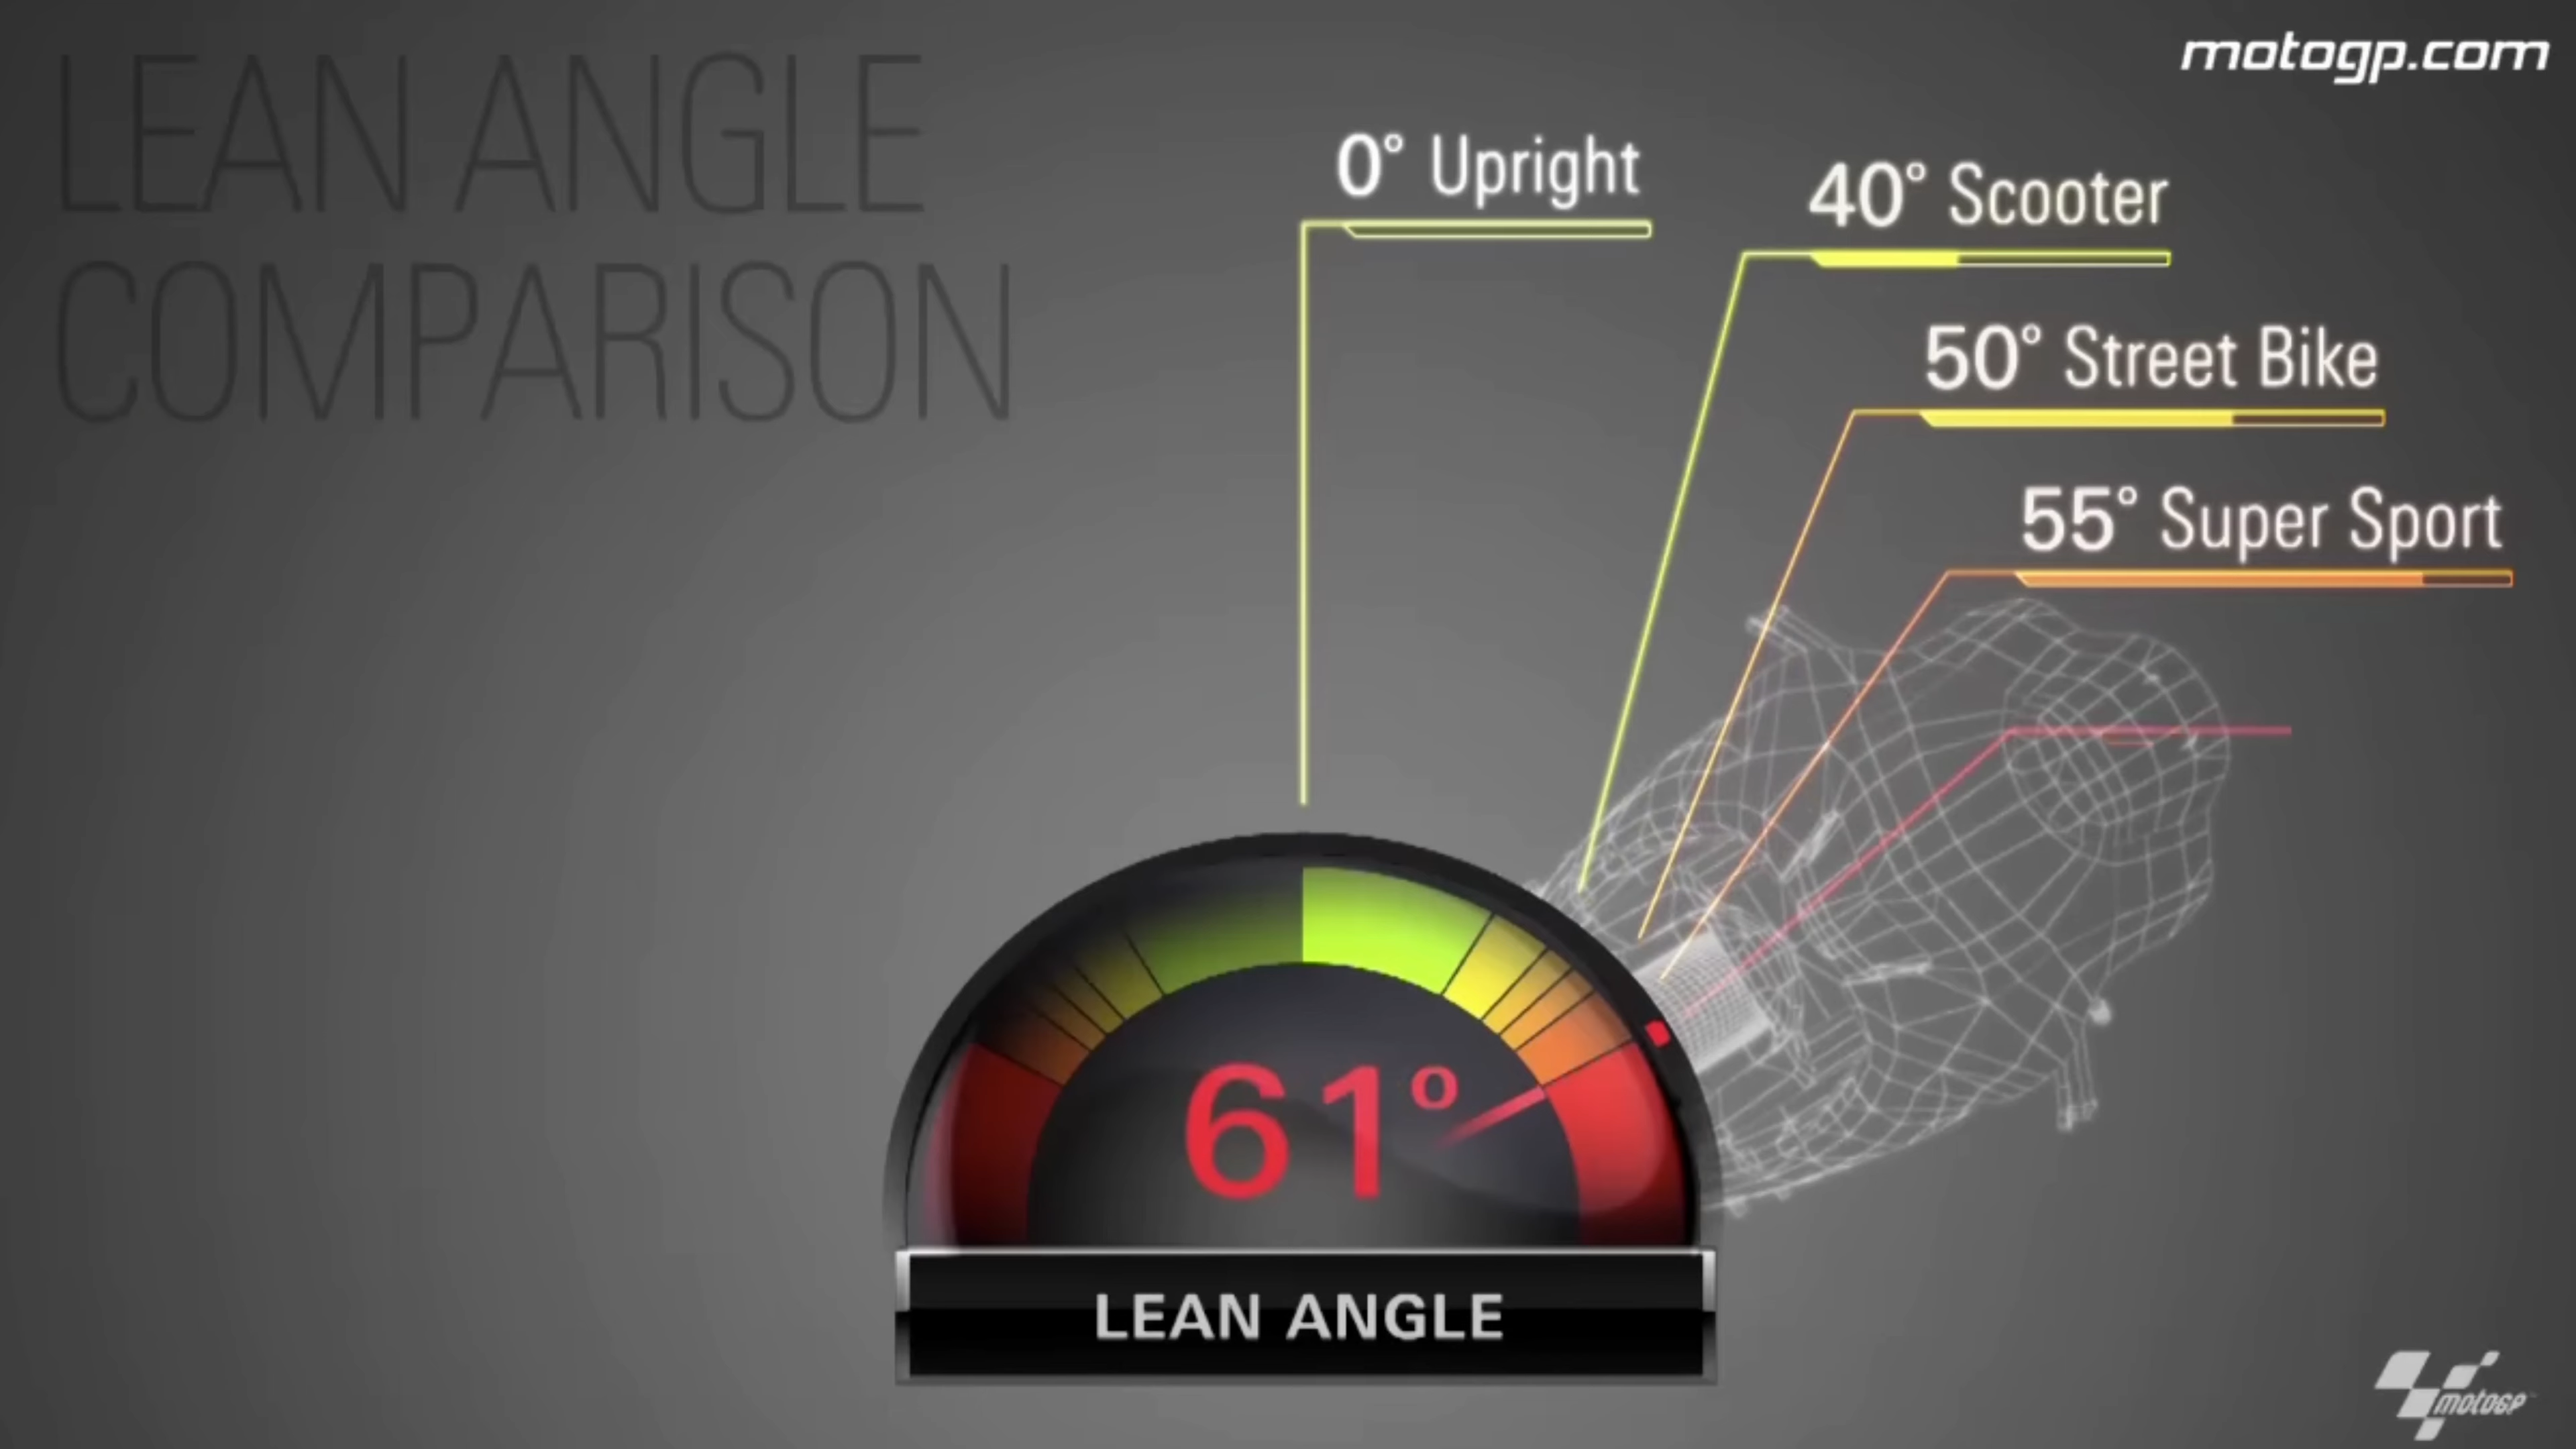 LEAN ANGLE
COMPARISON
motogp.com
0° Upright
40° Scooter
50° Street Bike
55° Super Sport
61°
LEAN ANGLE
motoGP